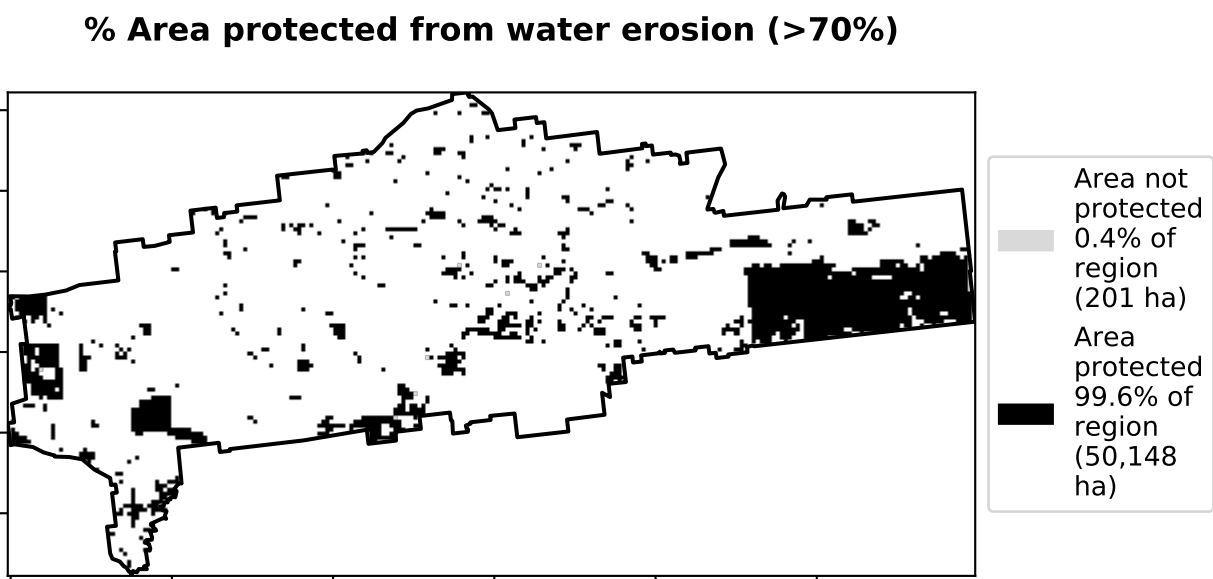 % Area protected from water erosion (>70%)
Area not
protected
0.4% of
region
(201 ha)
Area
protected
99.6% of
region
(50,148
ha)